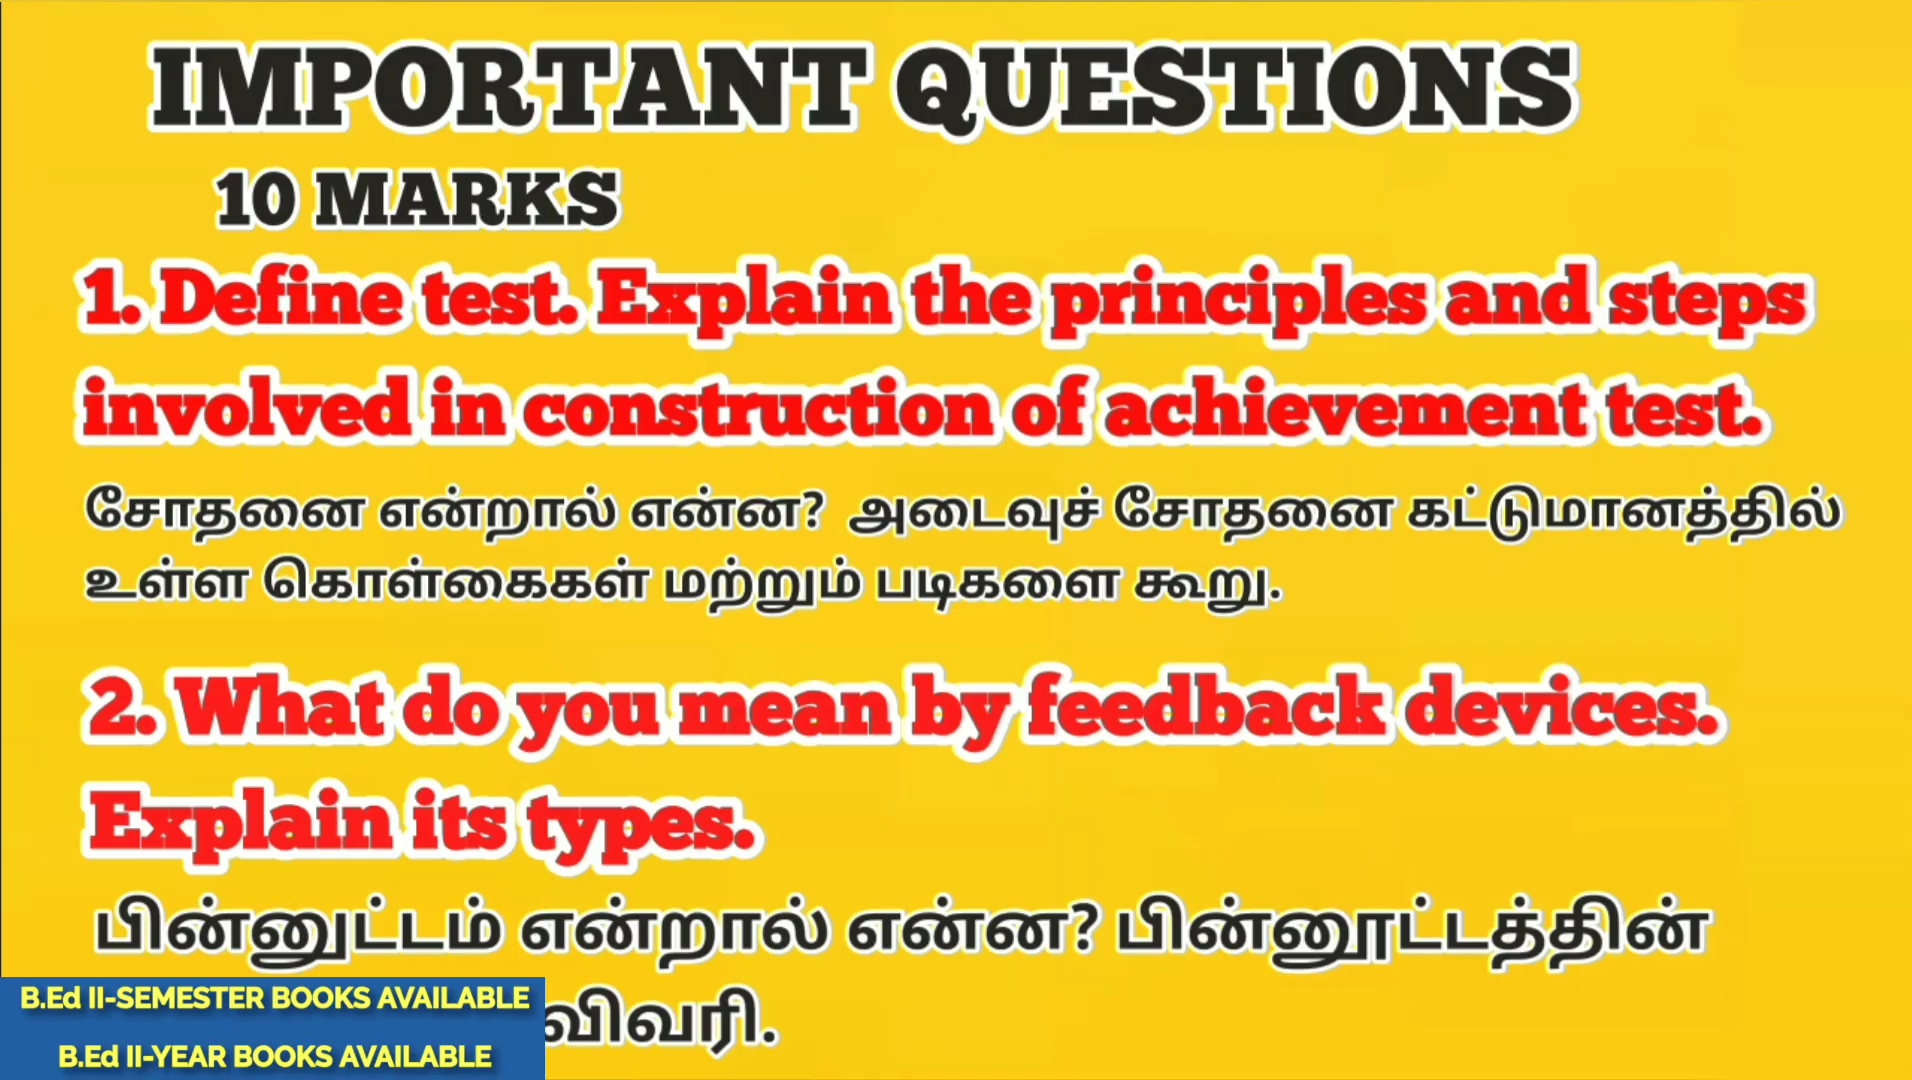 IMPORTANT QUESTIONS
10 MARKS
1. Define test. Explain the principles and steps
involved in construction of achievement test.
சோதனை என்றால் என்ன? அடைவுச் சோதனை கட்டுமானத்தில்
உள்ள கொள்கைகள் மற்றும் படிகளை கூறு.
2. What do you mean by feedback devices.
Explain its types.
பின்னுட்டம் என்றால் என்ன? பின்னூட்டத்தின்
விவரி.
B.Ed II-SEMESTER BOOKS AVAILABLE
B.Ed II-YEAR BOOKS AVAILABLE